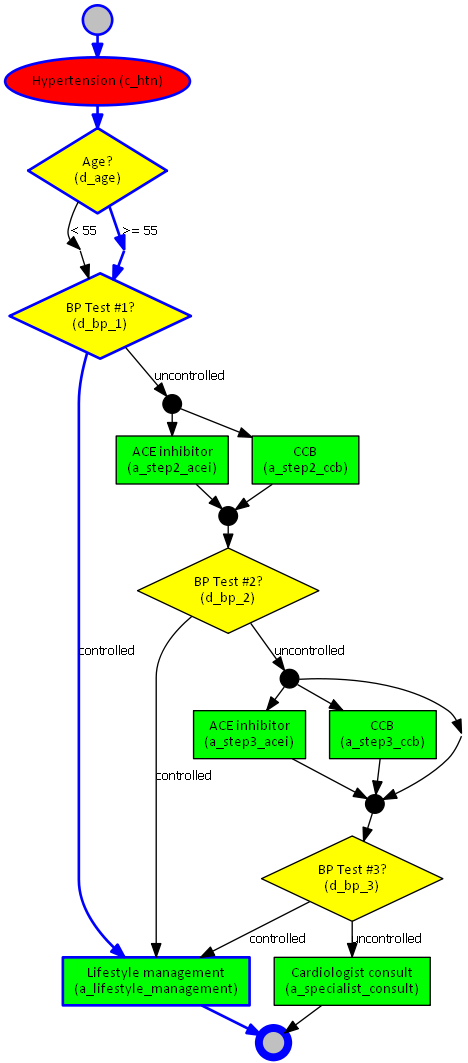 Hypertension (c_htn)
Age?
(d_age)
< 55
>= 55
BP Test #1?
(d_bp_1)
uncontrolled
ACE inhibitor
(a_step2_acei)
CCB
(a_step2_ccb)
BP Test #2?
(d_bp_2)
controlled
uncontrolled
ACE inhibitor
(a_step3_acei)
CCB
(a_step3_ccb)
controlled
BP Test #3?
(d_bp_3)
controlled
uncontrolled
Lifestyle management
(a_lifestyle_management)
Cardiologist consult
(a_specialist_consult)